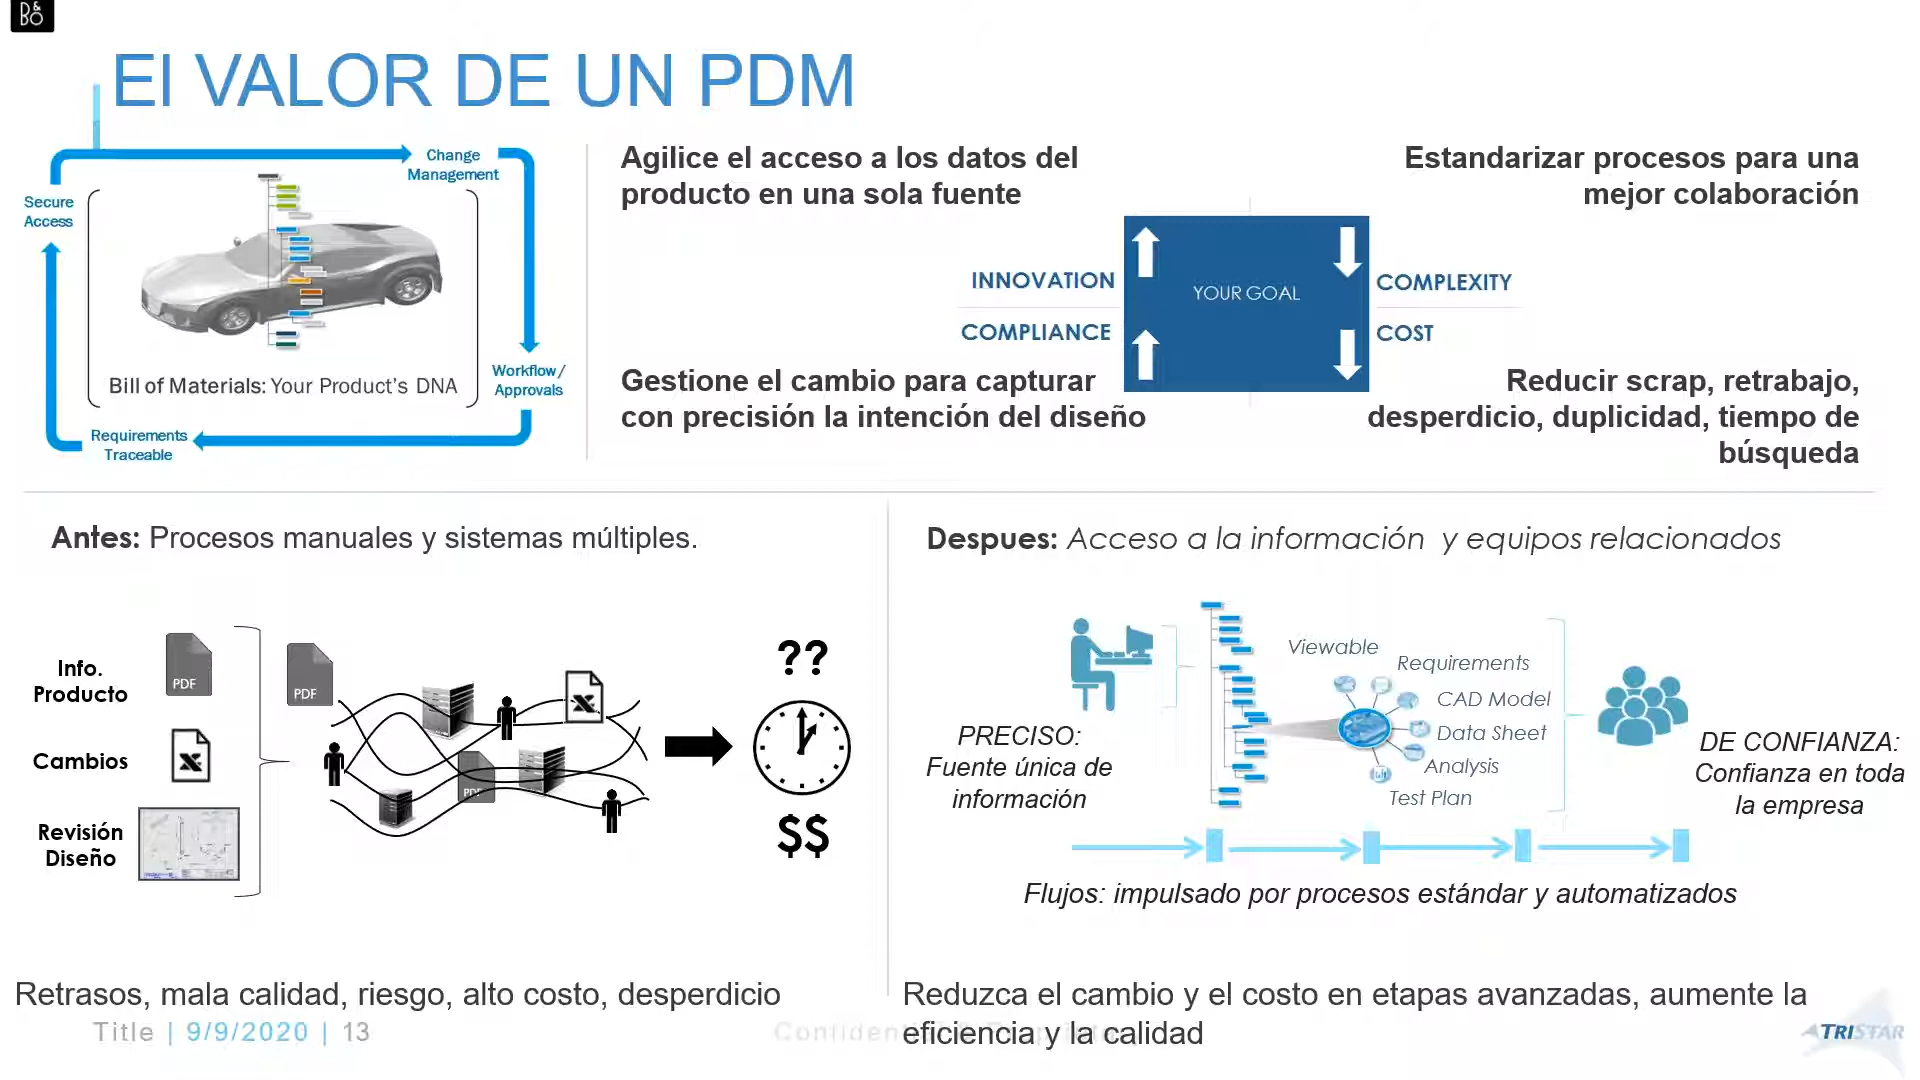 B&O
El VALOR DE UN PDM
Change
Management
Secure
Access
Workflow/
Approvals
Requirements
Traceable
Bill of Materials: Your Product's DNA
Agilice el acceso a los datos del
producto en una sola fuente
Estandarizar procesos para una
mejor colaboración
INNOVATION
COMPLIANCE
YOUR GOAL
COMPLEXITY
COST
Gestione el cambio para capturar
con precisión la intención del diseño
Reducir scrap, retrabajo,
desperdicio, duplicidad, tiempo de
búsqueda
Antes: Procesos manuales y sistemas múltiples.
Info.
Producto
PDF
Cambios
X
Revisión
Diseño
PDF
X
PDF
??
$$
Retrasos, mala calidad, riesgo, alto costo, desperdicio
Despues: Acceso a la información y equipos relacionados
PRECISO:
Fuente única de
información
Viewable
Requirements
CAD Model
Data Sheet
Analysis
Test Plan
DE CONFIANZA:
Confianza en toda
la empresa
Flujos: impulsado por procesos estándar y automatizados
Reduzca el cambio y el costo en etapas avanzadas, aumente la
eficiencia y la calidad
Title | 9/9/2020 | 13
TRISTAR